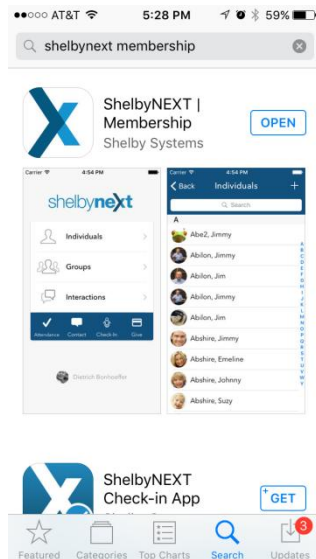 AT&T 5:28 PM 59%
shelbynext membership
ShelbyNEXT |
Membership
Shelby Systems
OPEN
Carrier 4:54 PM
shelbynext
Individuals
Groups
Interactions
Attendance Contact Check-In Give
Dietrich Bonhoeffer
Carrier 4:54 PM
Back Individuals +
Search
A
Abe2, Jimmy
Abilon, Jimmy
Abilon, Jim
Abilon, Jimmy
Abilon, Jim
Abshire, Jimmy
Abshire, Emeline
Abshire, Johnny
Abshire, Suzy
ShelbyNEXT
Check-in App
+ GET
3
Featured Categories Top Charts Search Updates